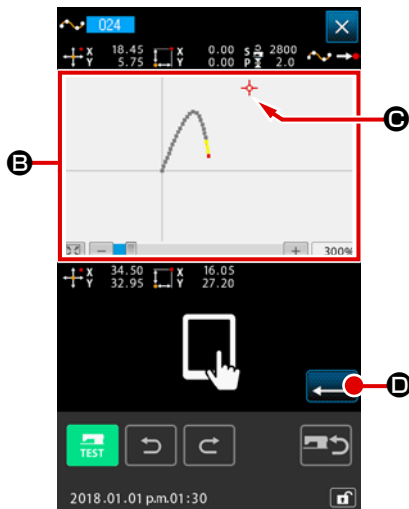 024
X 18.45 X 0.00 S 2800
Y 5.75 Y 0.00 P 2.0
B
C
300%
X 34.50 X 16.05
Y 32.95 Y 27.20
D
TEST
2018.01.01 p.m.01:30